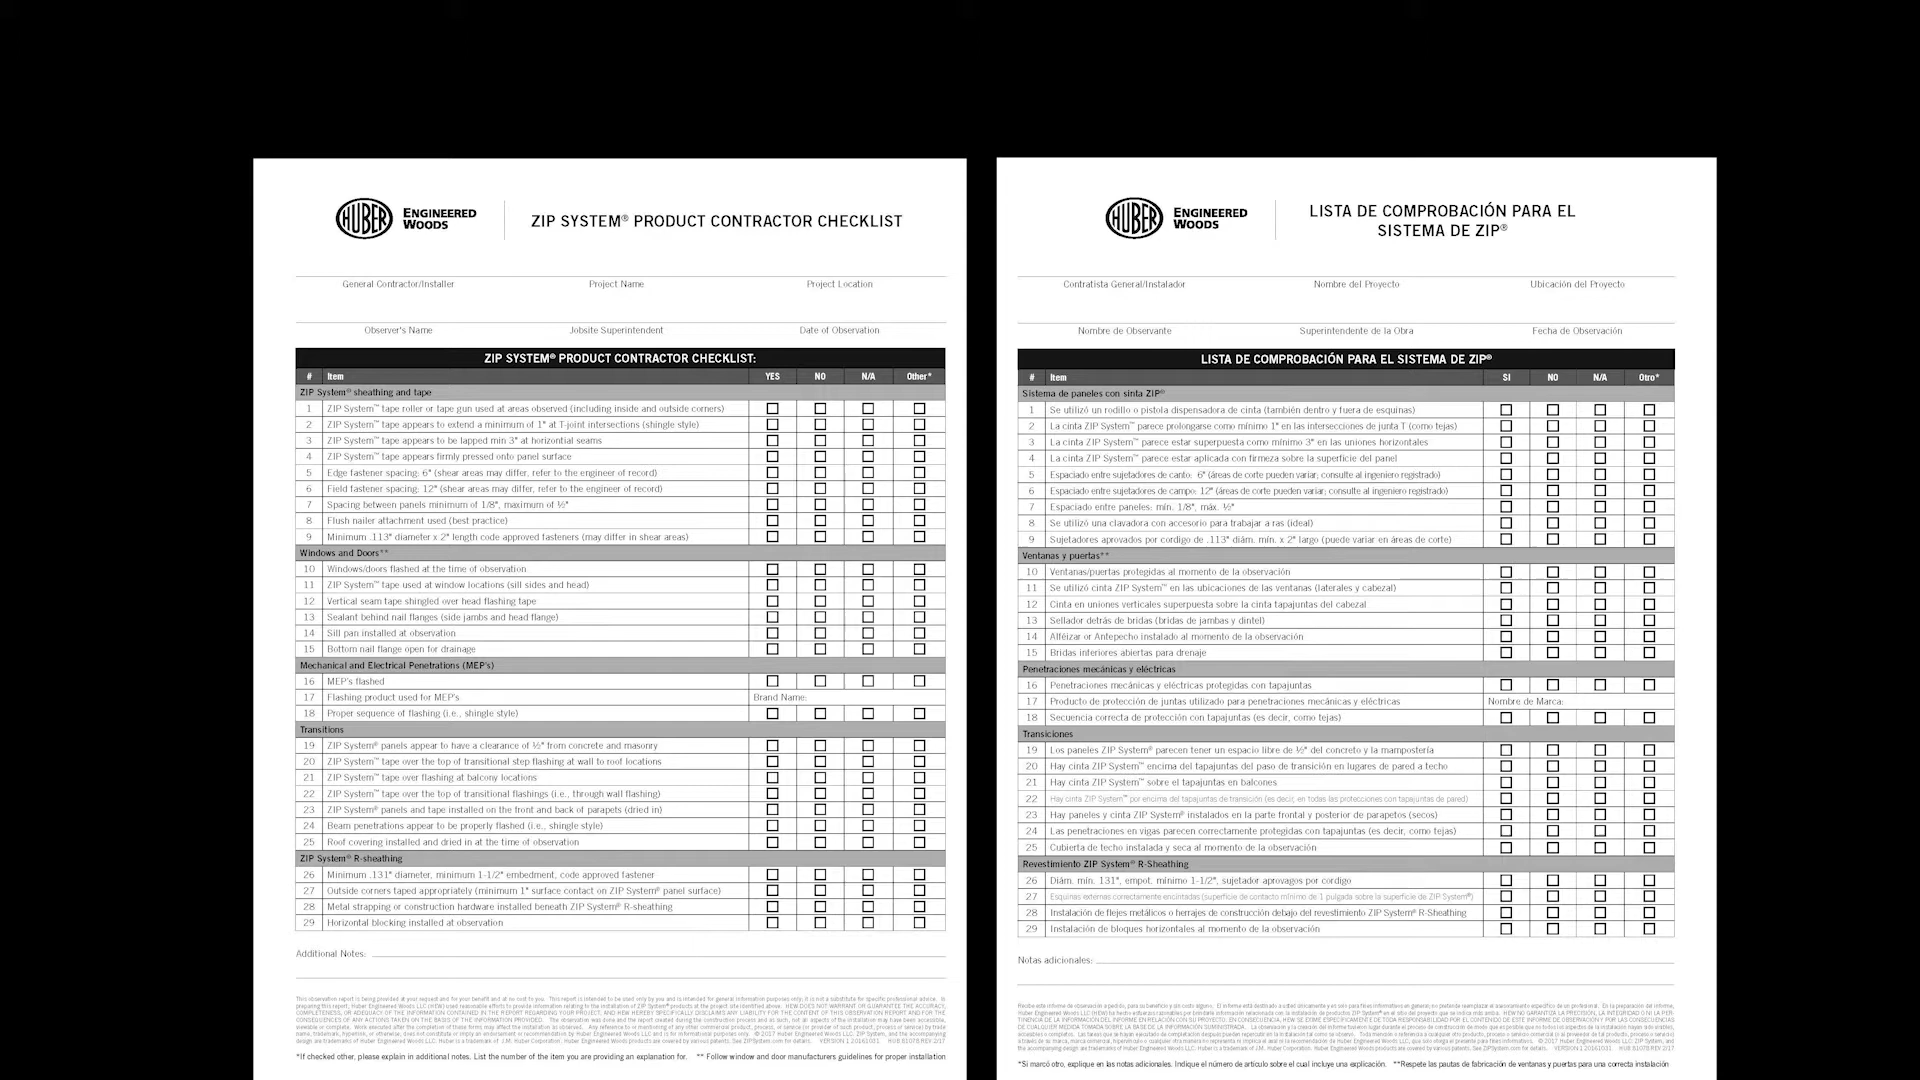 HUBER ENGINEERED WOODS
ZIP SYSTEM® PRODUCT CONTRACTOR CHECKLIST
General Contractor/Installer Project Name Project Location
Observer's Name Jobsite Superintendent Date of Observation
ZIP SYSTEM® PRODUCT CONTRACTOR CHECKLIST:
# Item YES NO N/A Other*
ZIP System® sheathing and tape
1 ZIP System™ tape roller or tape gun used at areas observed (including inside and outside corners)
2 ZIP System™ tape appears to extend a minimum of 1" at T-joint intersections (shingle style)
3 ZIP System™ tape appears to be lapped min 3" at horizontial seams
4 ZIP System™ tape appears firmly pressed onto panel surface
5 Edge fastener spacing: 6" (shear areas may differ, refer to the engineer of record)
6 Field fastener spacing: 12" (shear areas may differ, refer to the engineer of record)
7 Spacing between panels minimum of 1/8", maximum of ½"
8 Flush nailer attachment used (best practice)
9 Minimum .113" diameter x 2" length code approved fasteners (may differ in shear areas)
Windows and Doors**
10 Windows/doors flashed at the time of observation
11 ZIP System™ tape used at window locations (sill sides and head)
12 Vertical seam tape shingled over head flashing tape
13 Sealant behind nail flanges (side jambs and head flange)
14 Sill pan installed at observation
15 Bottom nail flange open for drainage
Mechanical and Electrical Penetrations (MEP's)
16 MEP's flashed
17 Flashing product used for MEP's Brand Name:
18 Proper sequence of flashing (i.e., shingle style)
Transitions
19 ZIP System® panels appear to have a clearance of ½" from concrete and masonry
20 ZIP System™ tape over the top of transitional step flashing at wall to roof locations
21 ZIP System™ tape over flashing at balcony locations
22 ZIP System™ tape over the top of transitional flashings (i.e., through wall flashing)
23 ZIP System® panels and tape installed on the front and back of parapets (dried in)
24 Beam penetrations appear to be properly flashed (i.e., shingle style)
25 Roof covering installed and dried in at the time of observation
ZIP System® R-sheathing
26 Minimum .131" diameter, minimum 1-1/2" embedment, code approved fastener
27 Outside corners taped appropriately (minimum 1" surface contact on ZIP System® panel surface)
28 Metal strapping or construction hardware installed beneath ZIP System® R-sheathing
29 Horizontal blocking installed at observation
Additional Notes:
*If checked other, please explain in additional notes. List the number of the item you are providing an explanation for. ** Follow window and door manufacturers guidelines for proper installation
HUBER ENGINEERED WOODS
LISTA DE COMPROBACIÓN PARA EL
SISTEMA DE ZIP®
Contratista General/Instalador Nombre del Proyecto Ubicación del Proyecto
Nombre de Observante Superintendente de la Obra Fecha de Observación
LISTA DE COMPROBACIÓN PARA EL SISTEMA DE ZIP®
# Item SI NO N/A Otro*
Sistema de paneles con sinta ZIP®
1 Se utilizó un rodillo o pistola dispensadora de cinta (también dentro y fuera de esquinas)
2 La cinta ZIP System™ parece prolongarse como mínimo 1" en las intersecciones de junta T (como tejas)
3 La cinta ZIP System™ parece estar superpuesta como mínimo 3" en las uniones horizontales
4 La cinta ZIP System™ parece estar aplicada con firmeza sobre la superficie del panel
5 Espaciado entre sujetadores de canto: 6" (áreas de corte pueden variar; consulte al ingeniero registrado)
6 Espaciado entre sujetadores de campo: 12" (áreas de corte pueden variar; consulte al ingeniero registrado)
7 Espaciado entre paneles: mín. 1/8", máx. ½"
8 Se utilizó una clavadora con accesorio para trabajar a ras (ideal)
9 Sujetadores aprovados por cordigo de .113" diám. mín. x 2" largo (puede variar en áreas de corte)
Ventanas y puertas**
10 Ventanas/puertas protegidas al momento de la observación
11 Se utilizó cinta ZIP System™ en las ubicaciones de las ventanas (laterales y cabezal)
12 Cinta en uniones verticales superpuesta sobre la cinta tapajuntas del cabezal
13 Sellador detrás de bridas (bridas de jambas y dintel)
14 Alféizar or Antepecho instalado al momento de la observación
15 Bridas inferiores abiertas para drenaje
Penetraciones mecánicas y eléctricas
16 Penetraciones mecánicas y eléctricas protegidas con tapajuntas
17 Producto de protección de juntas utilizado para penetraciones mecánicas y eléctricas Nombre de Marca:
18 Secuencia correcta de protección con tapajuntas (es decir, como tejas)
Transiciones
19 Los paneles ZIP System® parecen tener un espacio libre de ½" del concreto y la mampostería
20 Hay cinta ZIP System™ encima del tapajuntas del paso de transición en lugares de pared a techo
21 Hay cinta ZIP System™ sobre el tapajuntas en balcones
22 Hay cinta ZIP System™ por encima del tapajuntas de transición (es decir, en todas las protecciones con tapajuntas de pared)
23 Hay paneles y cinta ZIP System® instalados en la parte frontal y posterior de parapetos (secos)
24 Las penetraciones en vigas parecen correctamente protegidas con tapajuntas (es decir, como tejas)
25 Cubierta de techo instalada y seca al momento de la observación
Revestimiento ZIP System® R-Sheathing
26 Diám. mín. 131", empot. mínimo 1-1/2", sujetador aprovagos por cordigo
27 Esquinas externas correctamente encintadas (superficie de contacto mínimo de 1 pulgada sobre la superficie de ZIP System®)
28 Instalación de flejes metálicos o herrajes de construcción debajo del revestimiento ZIP System® R-Sheathing
29 Instalación de bloques horizontales al momento de la observación
Notas adicionales:
*Si marcó otro, explique en las notas adicionales. Indique el número de artículo sobre el cual incluye una explicación. **Respete las pautas de fabricación de ventanas y puertas para una correcta instalación